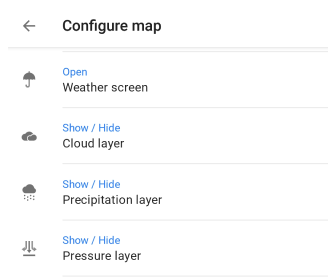 Configure map
Open
Weather screen
Show / Hide
Cloud layer
Show / Hide
Precipitation layer
Show / Hide
Pressure layer